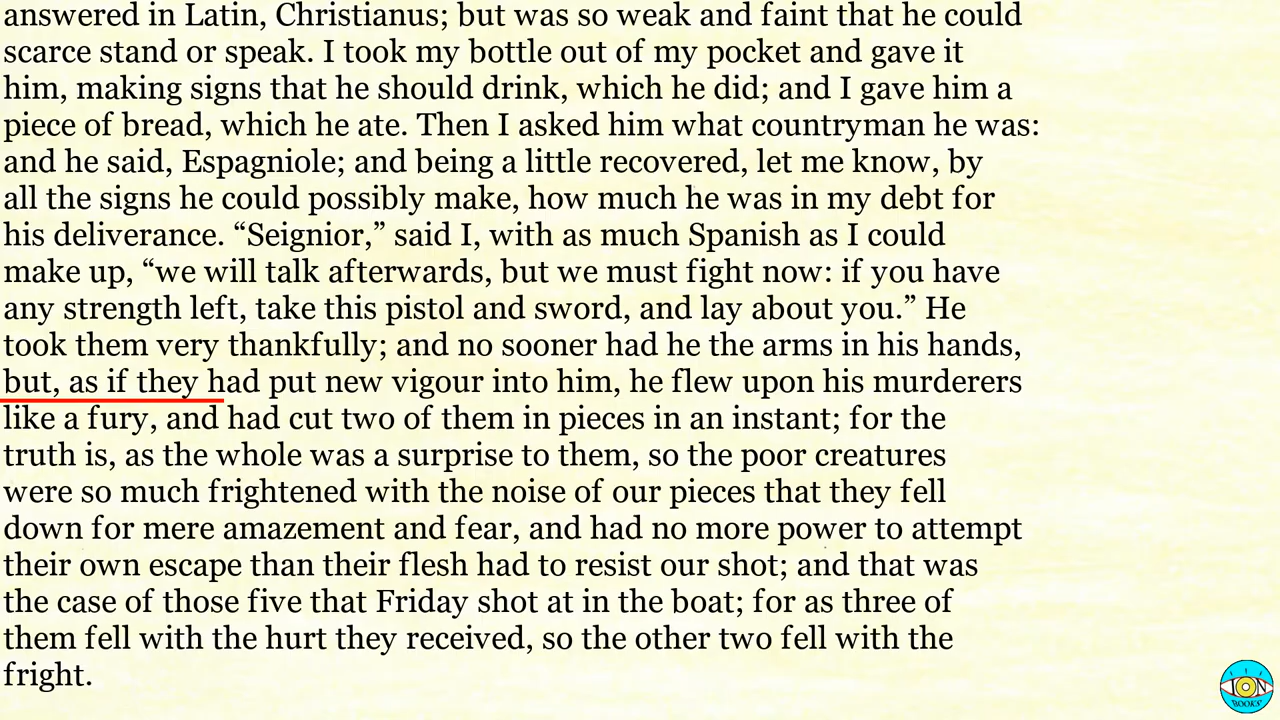 answered in Latin, Christianus; but was so weak and faint that he could
scarce stand or speak. I took my bottle out of my pocket and gave it
him, making signs that he should drink, which he did; and I gave him a
piece of bread, which he ate. Then I asked him what countryman he was:
and he said, Espagniole; and being a little recovered, let me know, by
all the signs he could possibly make, how much he was in my debt for
his deliverance. “Seignior,” said I, with as much Spanish as I could
make up, “we will talk afterwards, but we must fight now: if you have
any strength left, take this pistol and sword, and lay about you.” He
took them very thankfully; and no sooner had he the arms in his hands,
but, as if they had put new vigour into him, he flew upon his murderers
like a fury, and had cut two of them in pieces in an instant; for the
truth is, as the whole was a surprise to them, so the poor creatures
were so much frightened with the noise of our pieces that they fell
down for mere amazement and fear, and had no more power to attempt
their own escape than their flesh had to resist our shot; and that was
the case of those five that Friday shot at in the boat; for as three of
them fell with the hurt they received, so the other two fell with the
fright.
ION
BOOKS